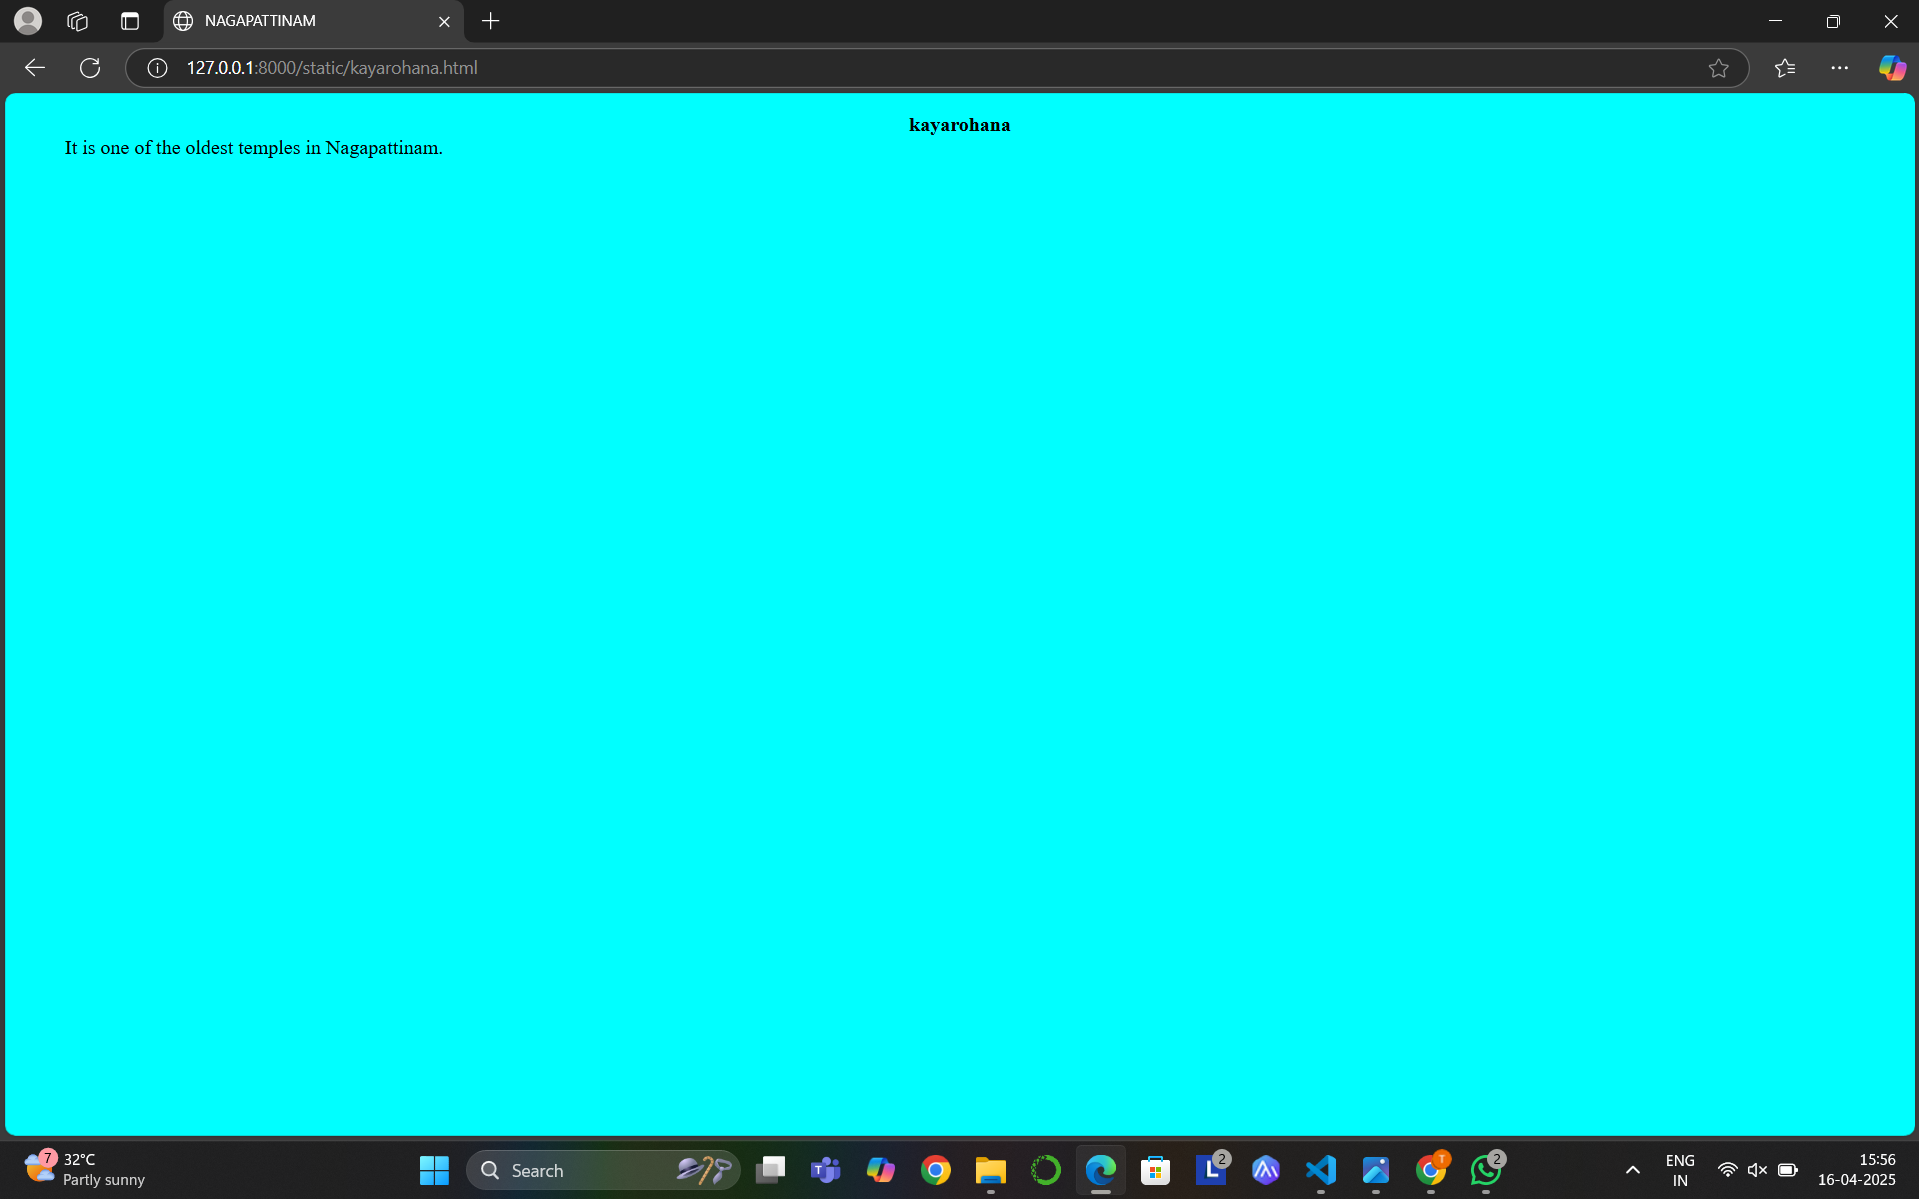 NAGAPATTINAM
127.0.0.1:8000/static/kayarohana.html
kayarohana
It is one of the oldest temples in Nagapattinam.
7
32°C
Partly sunny
Search
T
L
2
T
2
ENG
IN
15:56
16-04-2025